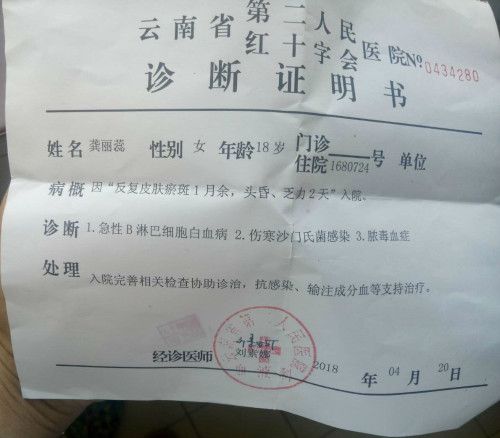 云南省第二人民医院 №0434280
红十字会
诊断证明书
姓名 龚丽蕊 性别 女 年龄 18岁 门诊 号 单位
住院 1680724
病概 因“反复皮肤瘀斑1月余，头昏、乏力2天”入院。
诊断 1.急性B淋巴细胞白血病 2.伤寒沙门氏菌感染 3.脓毒血症
处理 入院完善相关检查协助诊治，抗感染、输注成分血等支持治疗。
经诊医师 刘素娜 2018 年 04 月 20 日